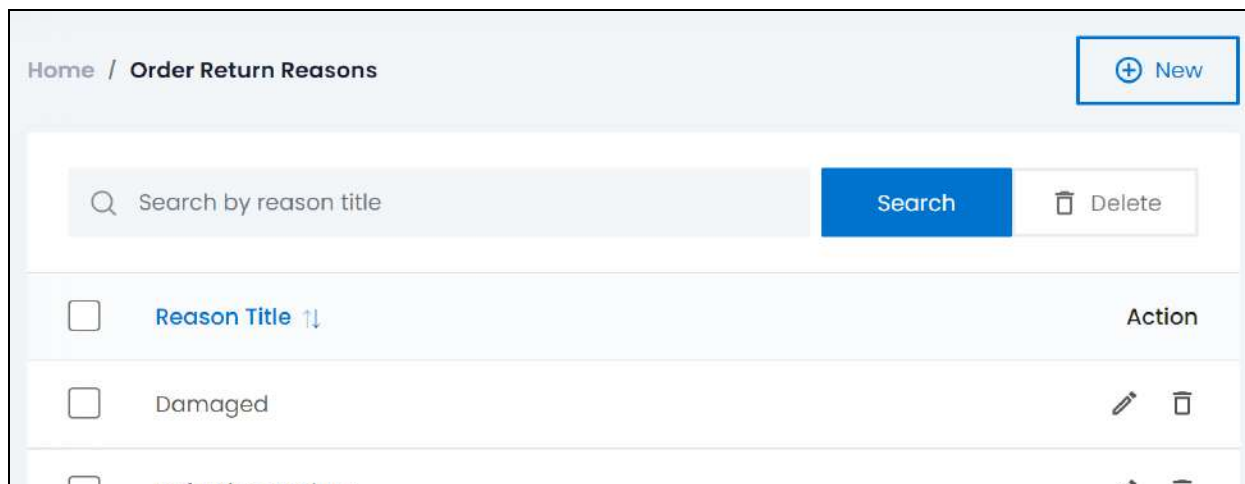 Home / Order Return Reasons
New
Search by reason title
Search
Delete
Reason Title
Action
Damaged